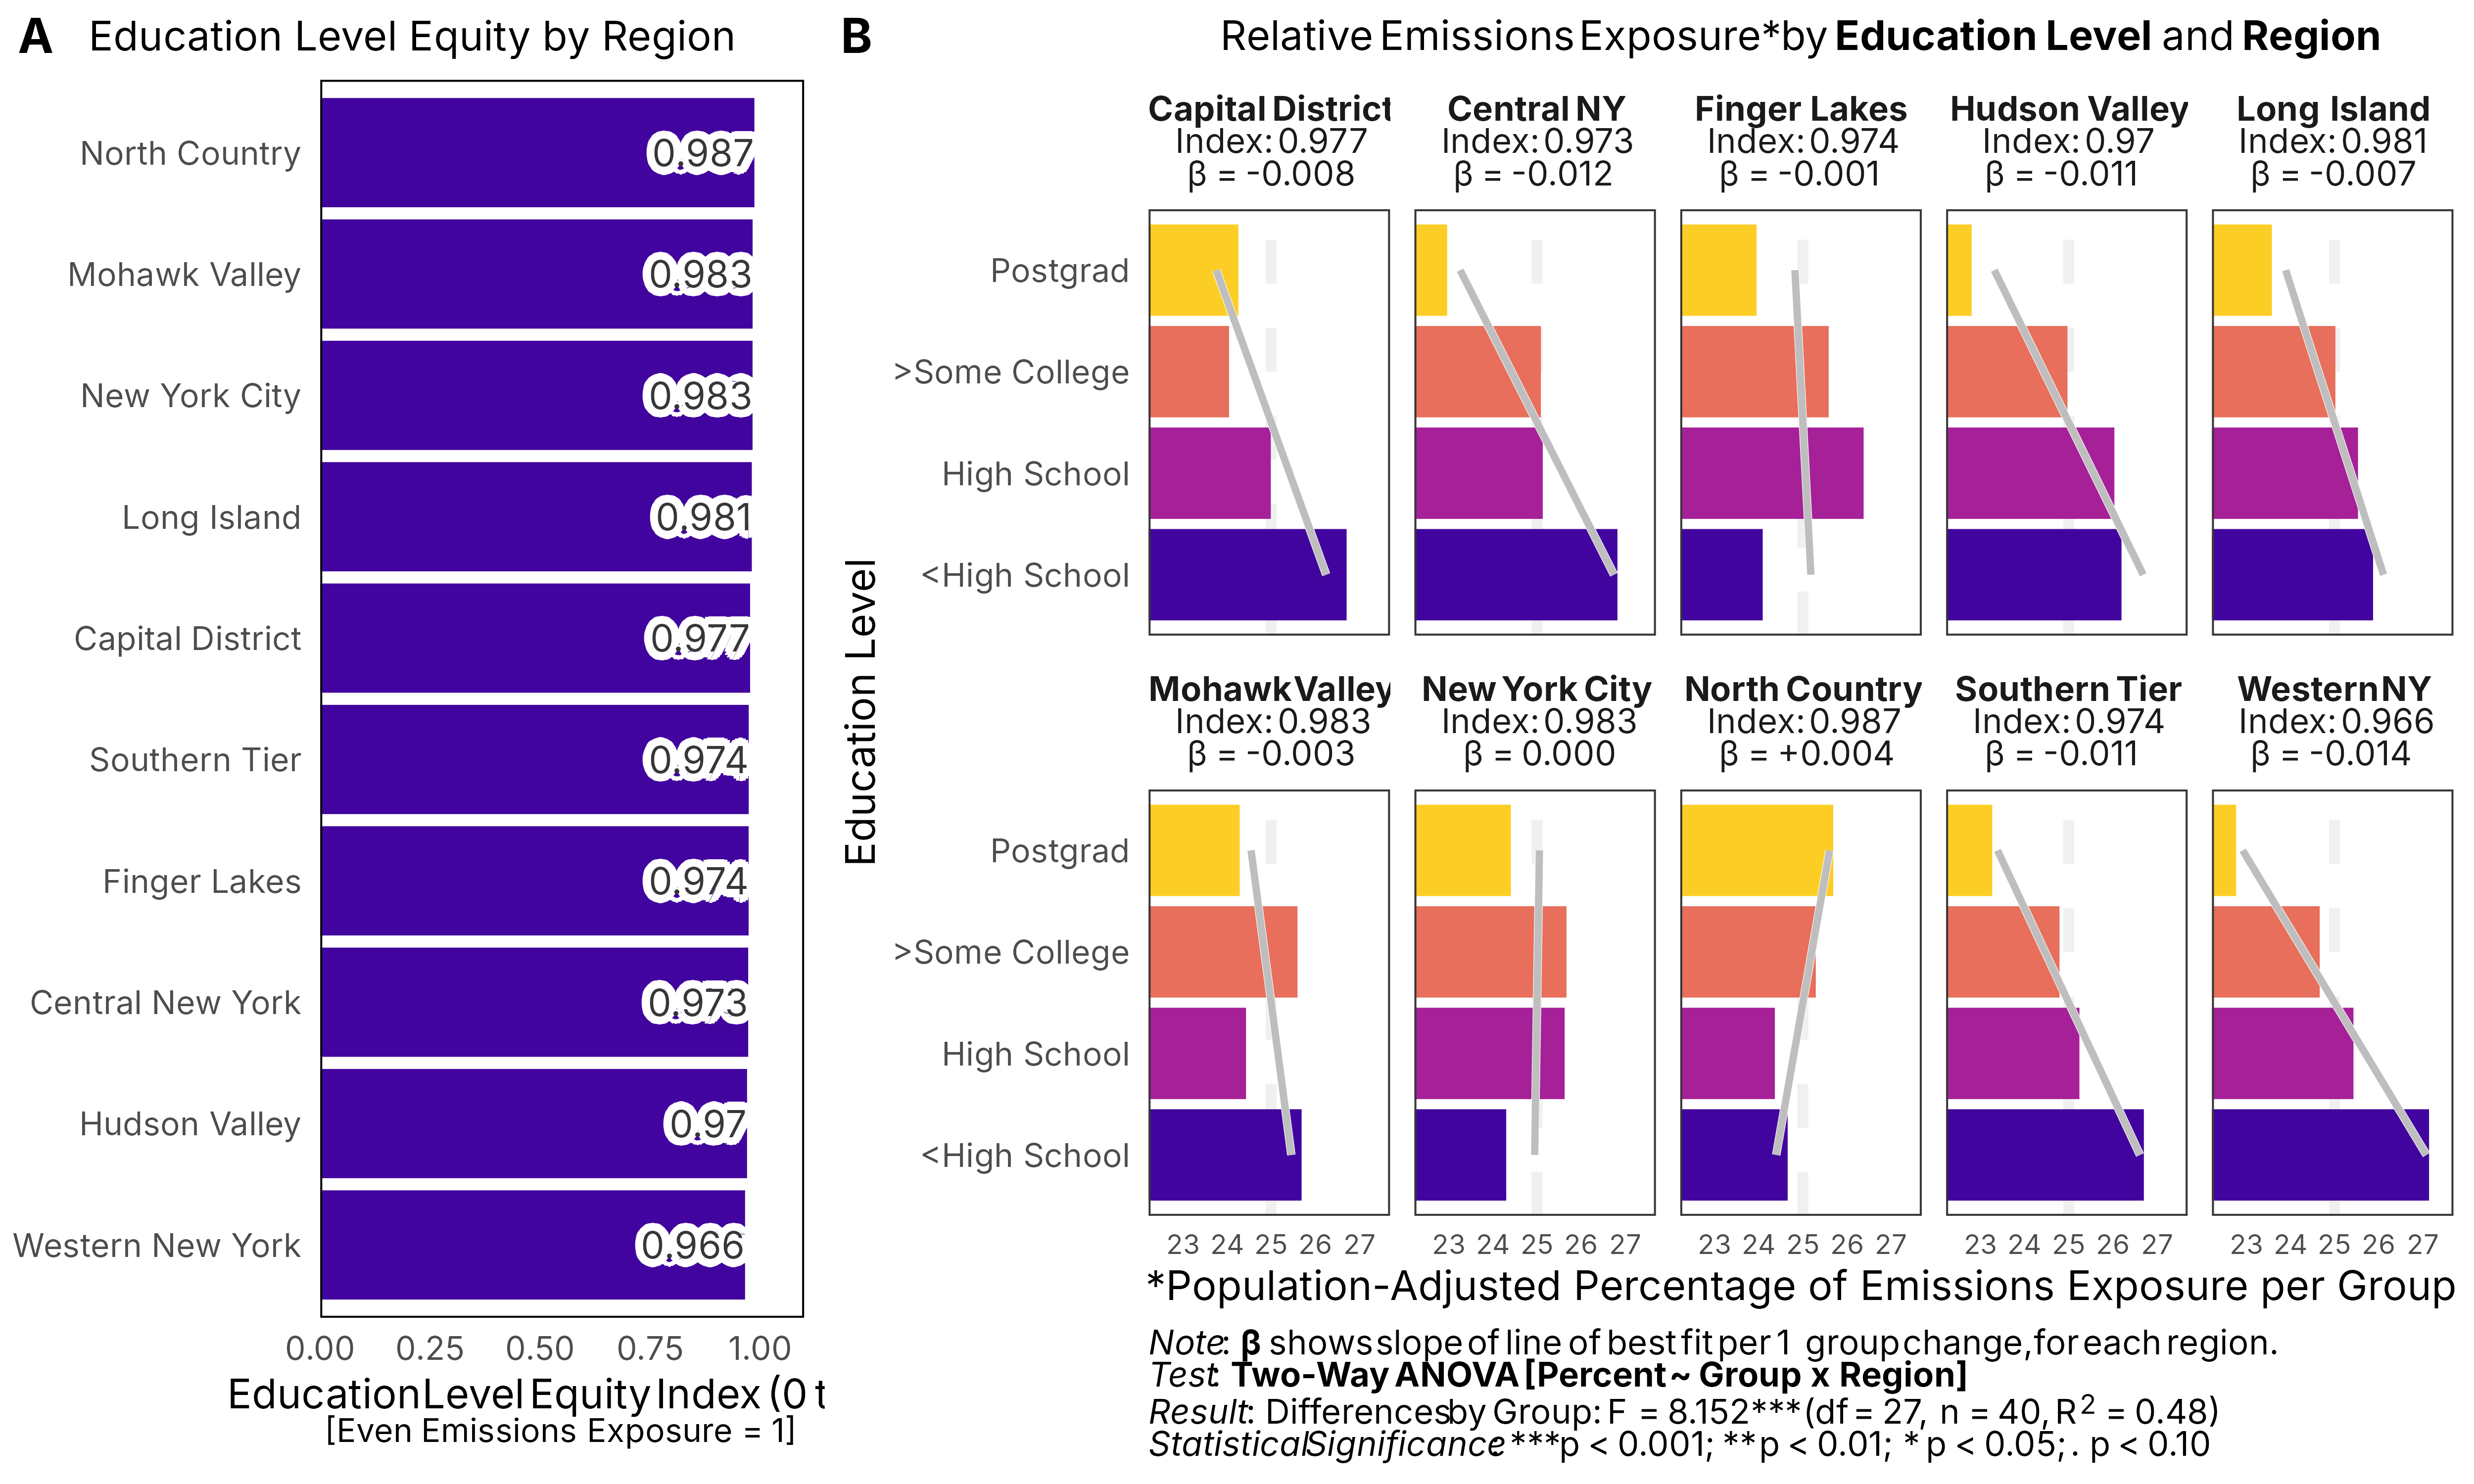 A Education Level Equity by Region
North Country 0.987
Mohawk Valley 0.983
New York City 0.983
Long Island 0.981
Capital District 0.977
Southern Tier 0.974
Finger Lakes 0.974
Central New York 0.973
Hudson Valley 0.97
Western New York 0.966
0.00 0.25 0.50 0.75 1.00
Education Level Equity Index (0 t
[Even Emissions Exposure = 1]
B Relative Emissions Exposure* by Education Level and Region
Education Level
Capital District Central NY Finger Lakes Hudson Valley Long Island
Index: 0.977 Index: 0.973 Index: 0.974 Index: 0.97 Index: 0.981
β = -0.008 β = -0.012 β = -0.001 β = -0.011 β = -0.007
Postgrad
>Some College
High School
<High School
Mohawk Valley New York City North Country Southern Tier Western NY
Index: 0.983 Index: 0.983 Index: 0.987 Index: 0.974 Index: 0.966
β = -0.003 β = 0.000 β = +0.004 β = -0.011 β = -0.014
Postgrad
>Some College
High School
<High School
23 24 25 26 27 23 24 25 26 27 23 24 25 26 27 23 24 25 26 27 23 24 25 26 27
*Population-Adjusted Percentage of Emissions Exposure per Group
Note: β shows slope of line of best fit per 1 group change, for each region.
Test: Two-Way ANOVA [Percent ~ Group x Region]
Result: Differences by Group: F = 8.152*** (df = 27, n = 40, R² = 0.48)
Statistical Significance: ***p < 0.001; **p < 0.01; *p < 0.05; . p < 0.10